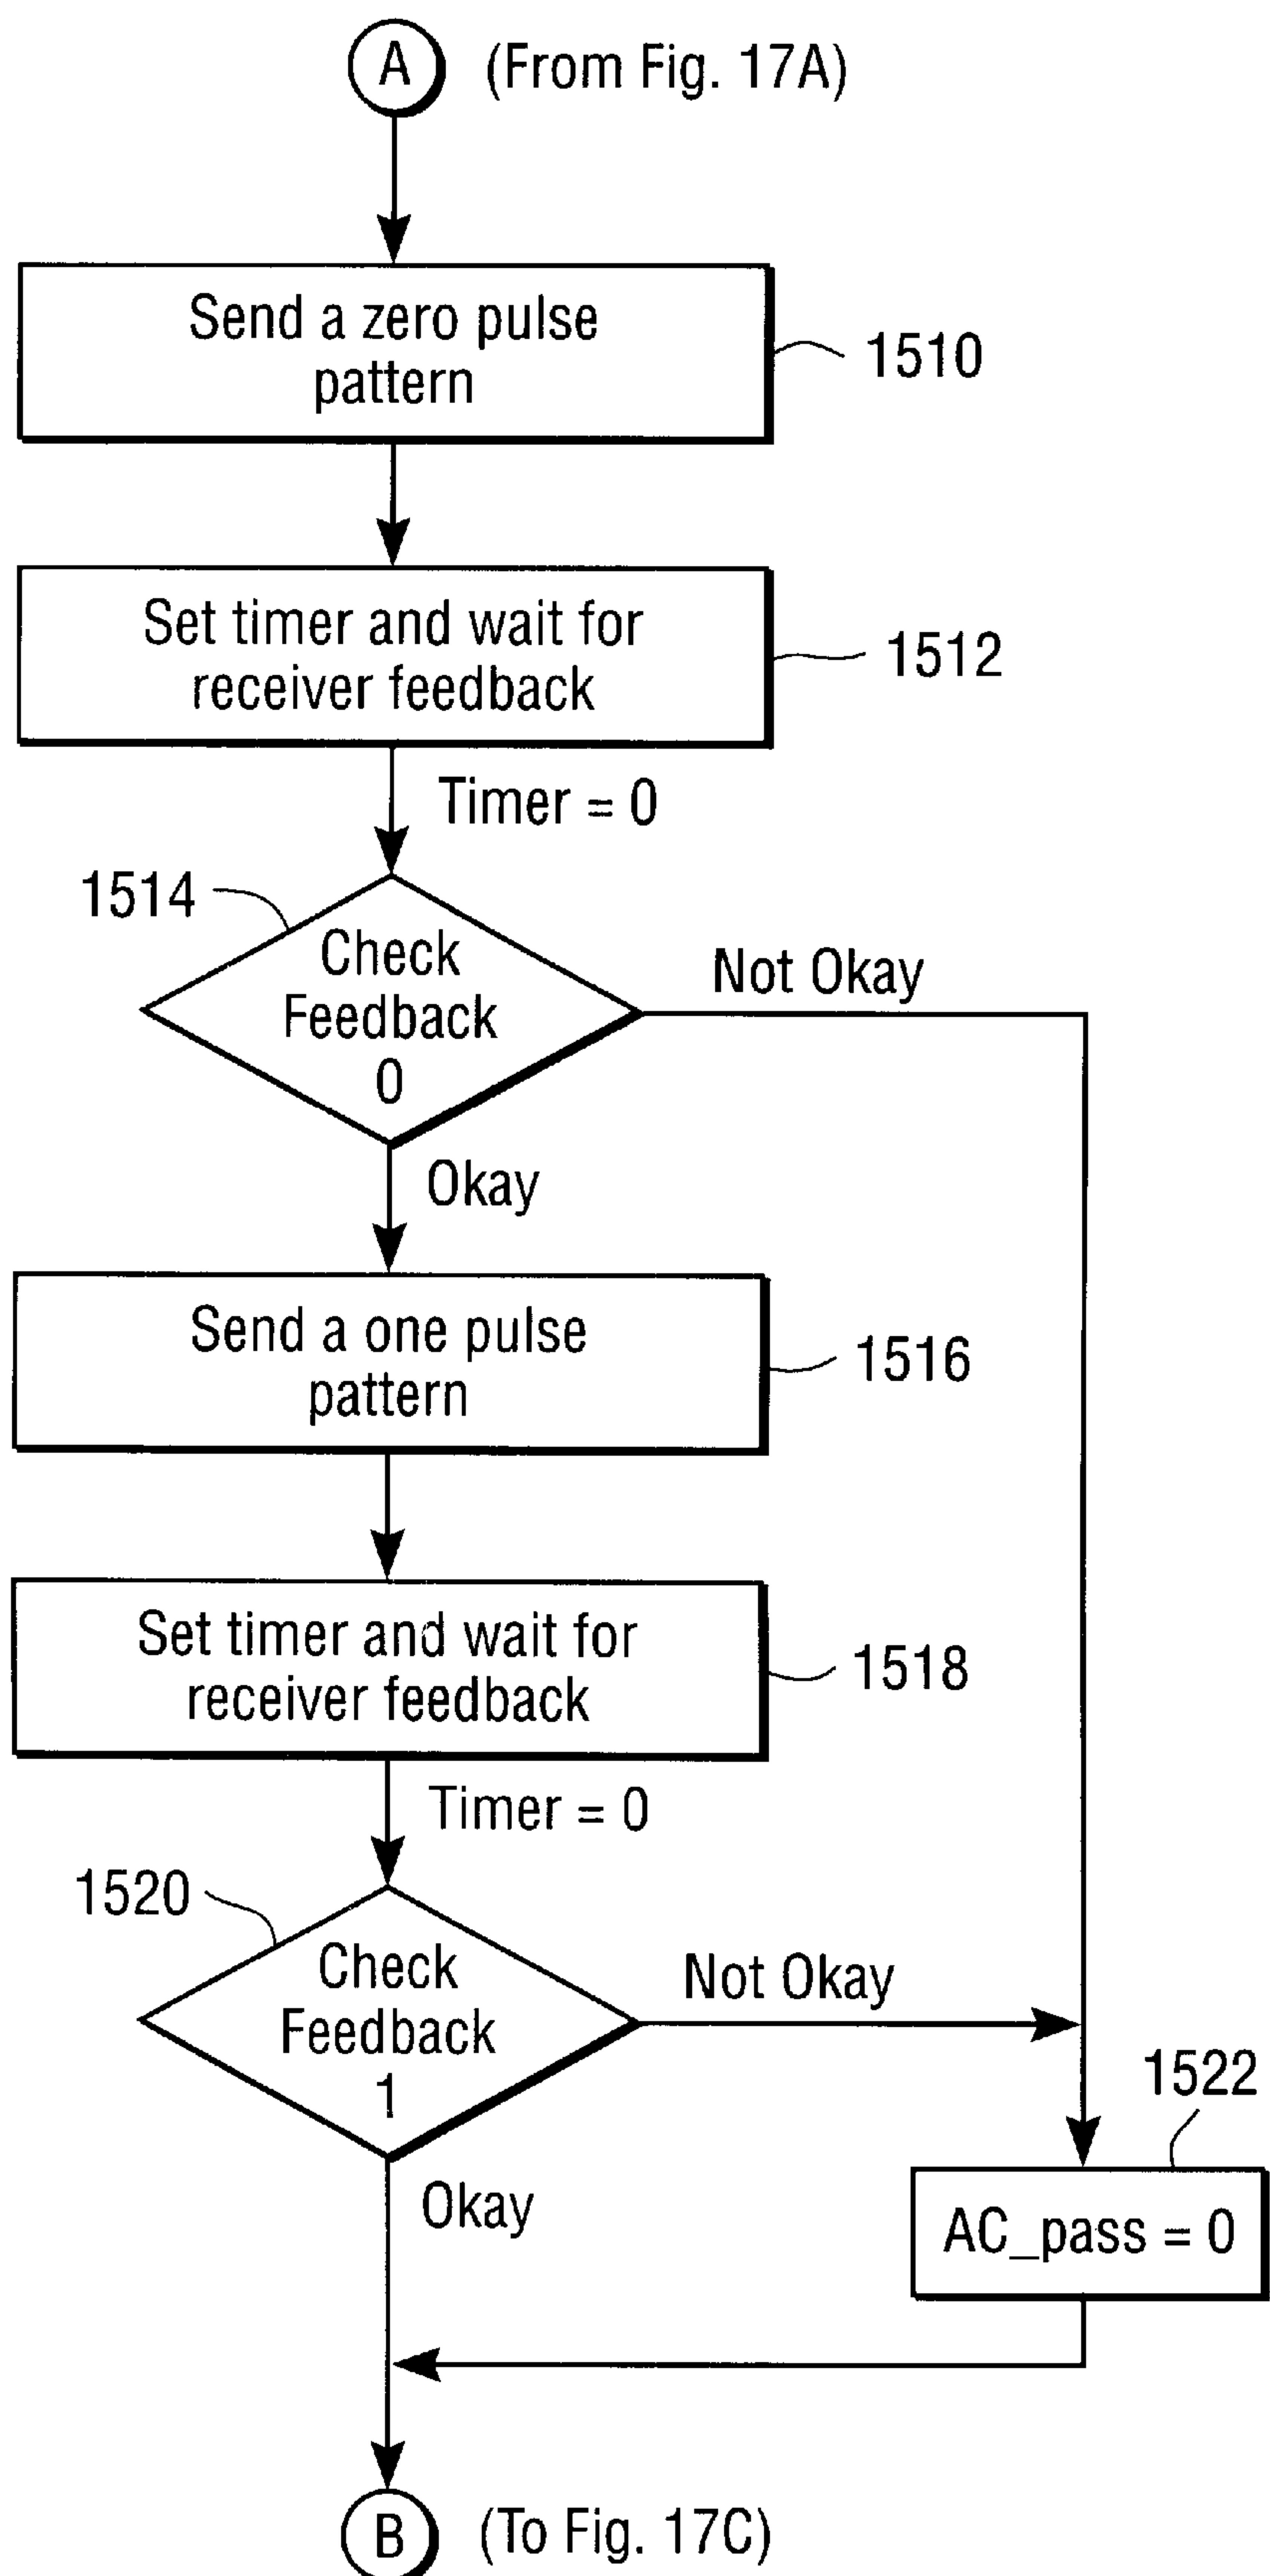 A (From Fig. 17A)
Send a zero pulse
pattern
1510
Set timer and wait for
receiver feedback
1512
Timer = 0
1514
Check
Feedback
0
Not Okay
Okay
Send a one pulse
pattern
1516
Set timer and wait for
receiver feedback
1518
Timer = 0
1520
Check
Feedback
1
Not Okay
1522
Okay
AC_pass = 0
B (To Fig. 17C)